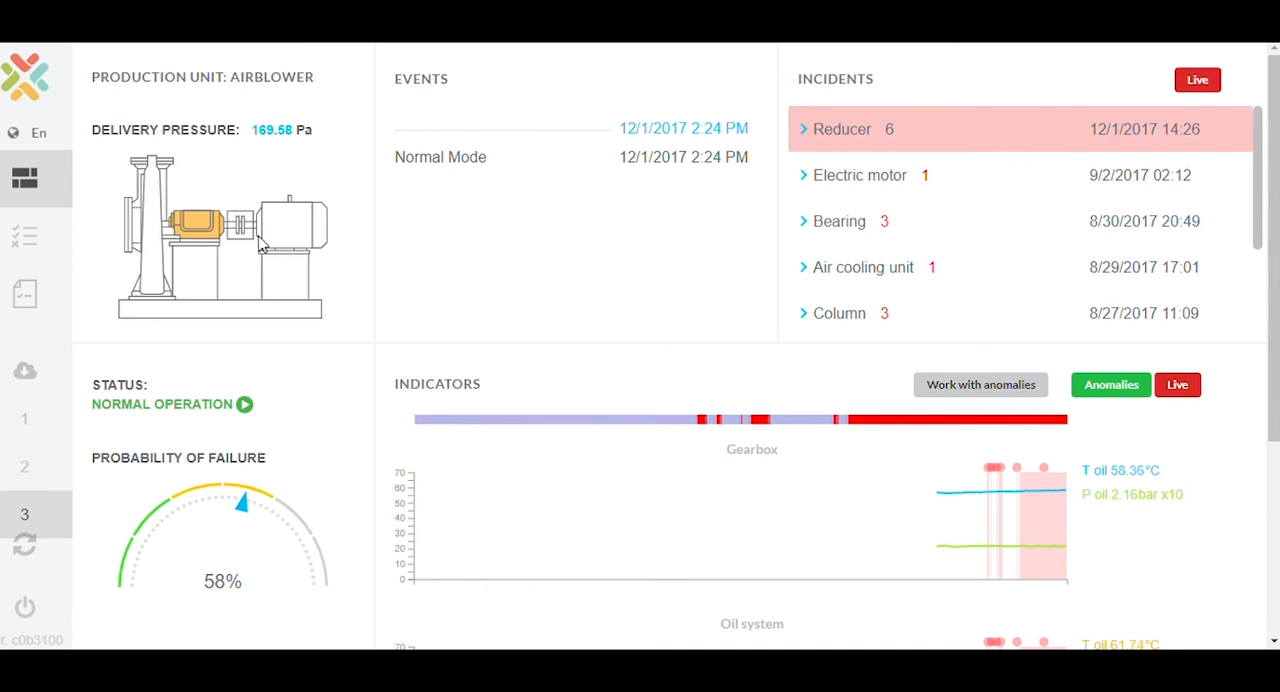 En
1
2
3
r. c0b3100
PRODUCTION UNIT: AIRBLOWER
DELIVERY PRESSURE: 169.58 Pa
EVENTS
12/1/2017 2:24 PM
Normal Mode 12/1/2017 2:24 PM
INCIDENTS Live
Reducer 6 12/1/2017 14:26
Electric motor 1 9/2/2017 02:12
Bearing 3 8/30/2017 20:49
Air cooling unit 1 8/29/2017 17:01
Column 3 8/27/2017 11:09
STATUS:
NORMAL OPERATION
PROBABILITY OF FAILURE
58%
INDICATORS Work with anomalies Anomalies Live
Gearbox
70
60
50
40
30
20
10
0
T oil 58.36°C
P oil 2.16bar x10
Oil system
70
T oil 61.74°C